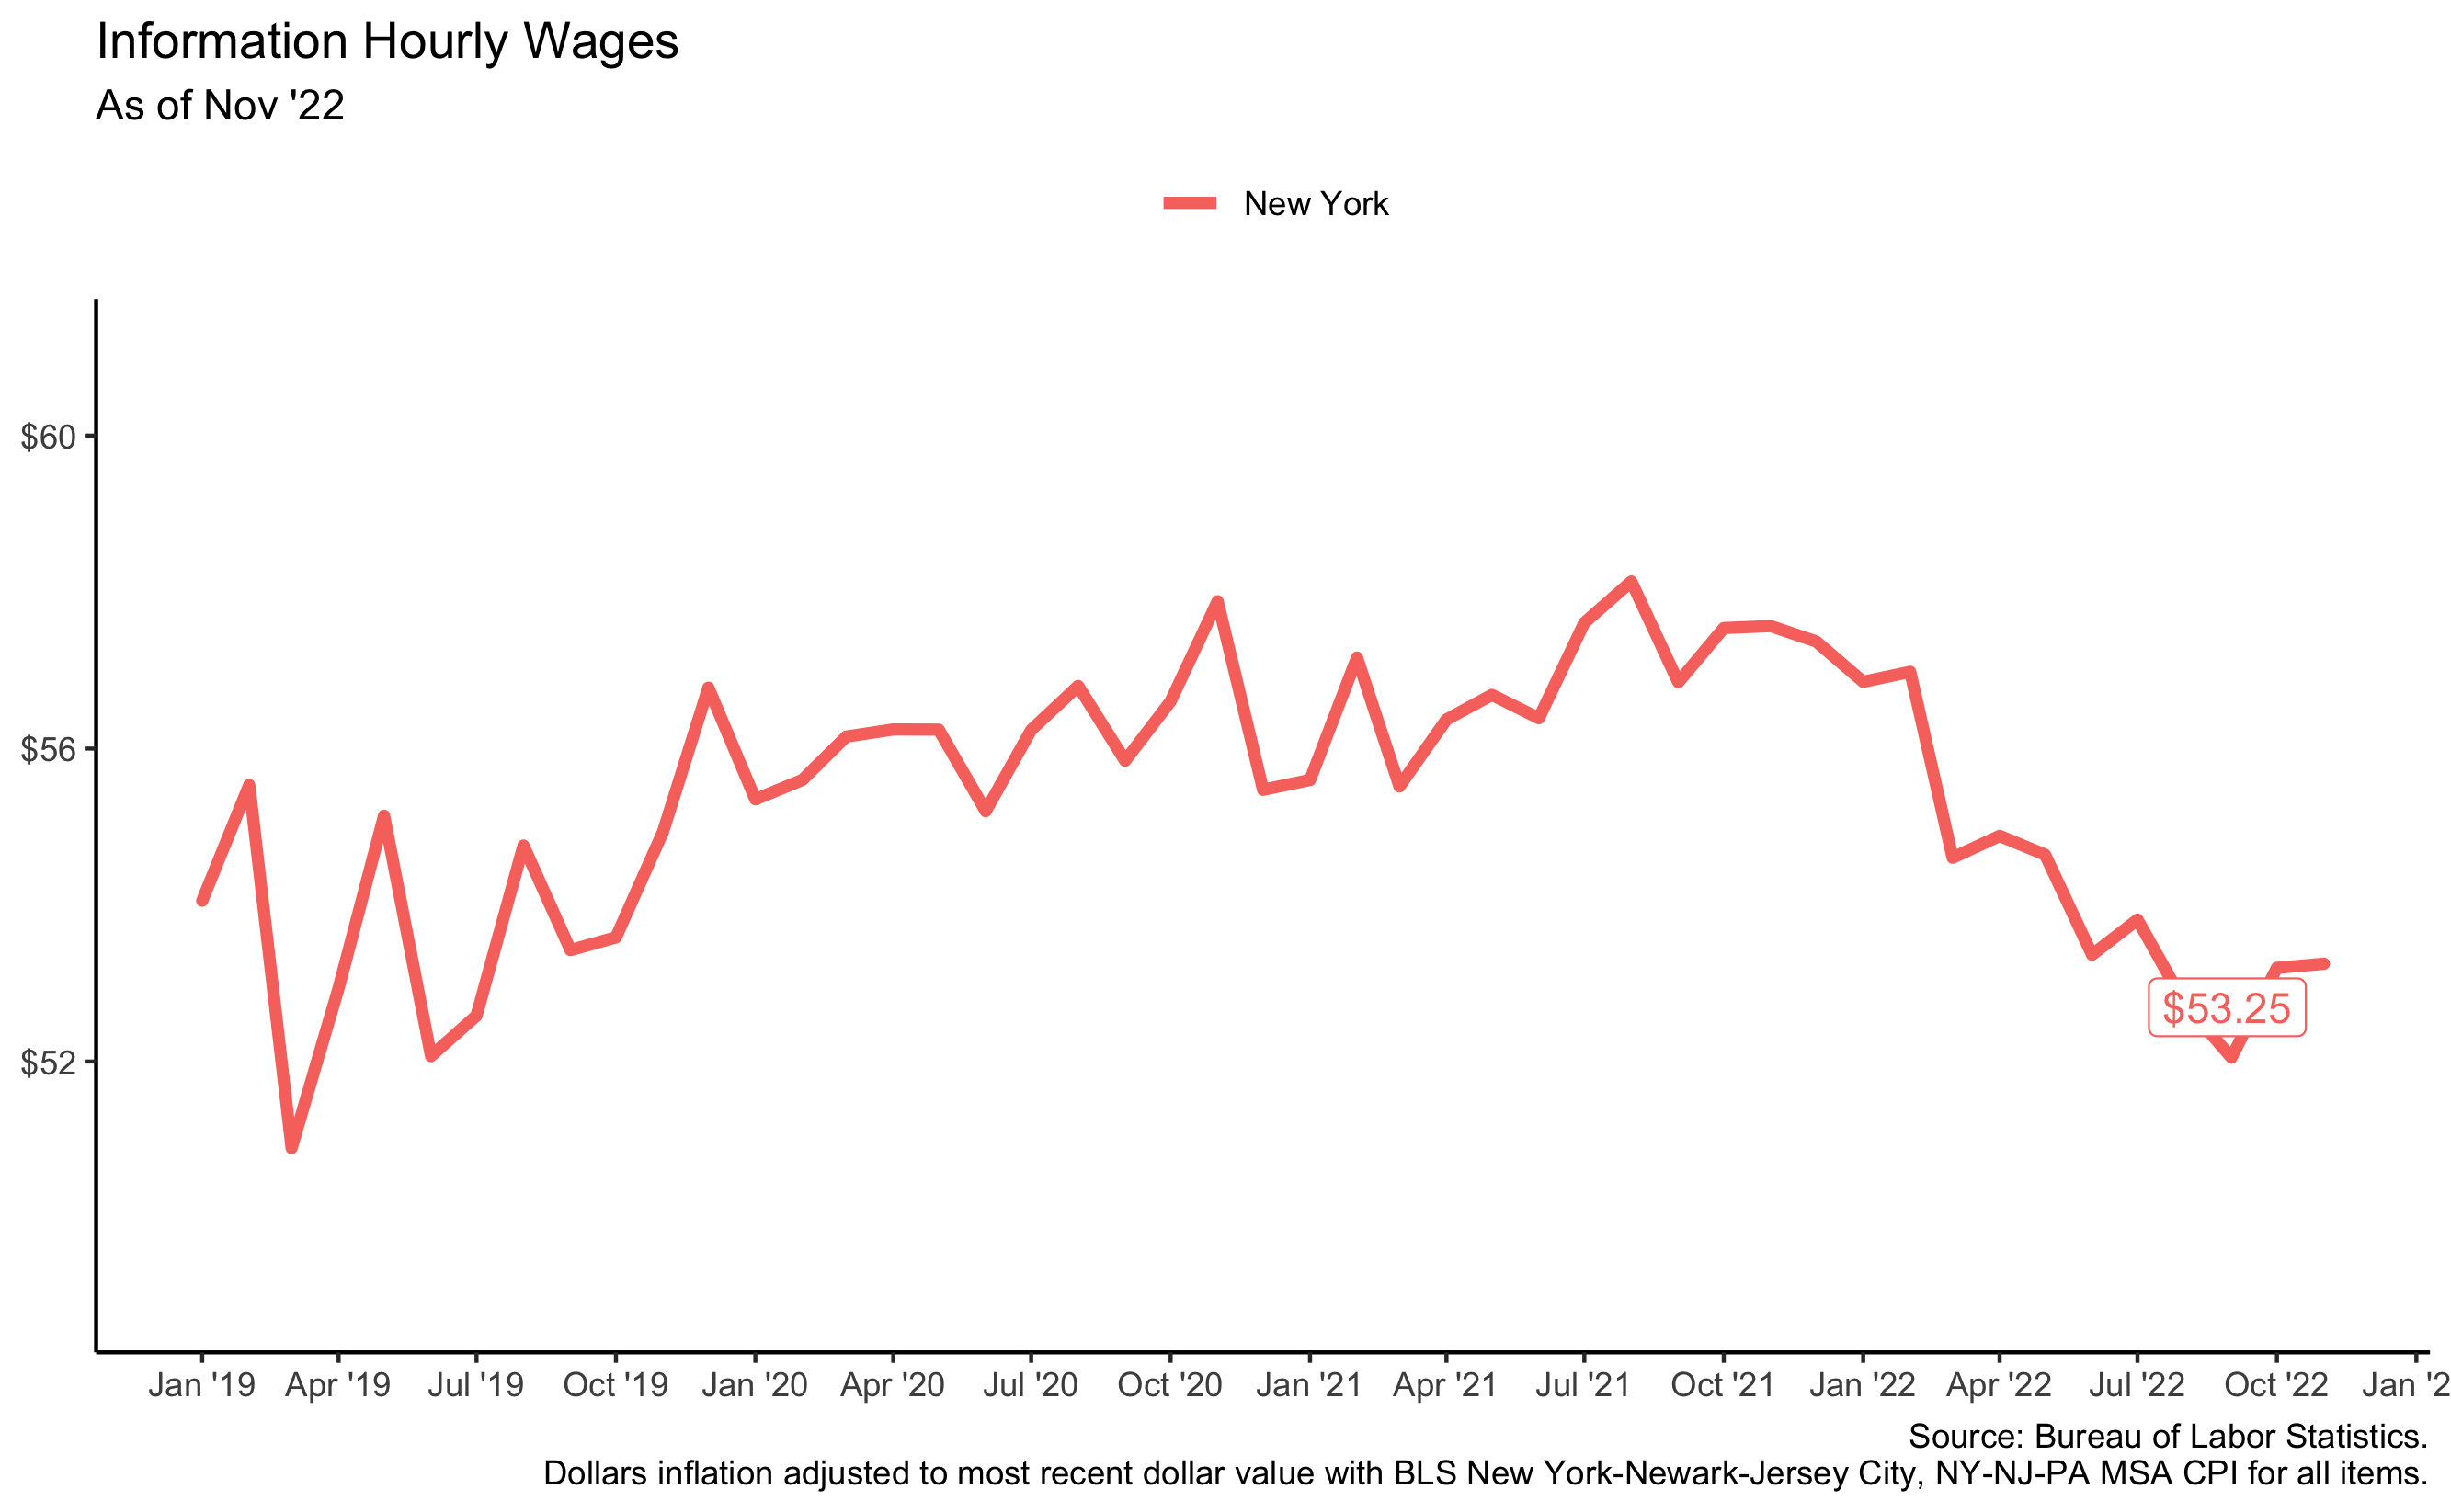 Information Hourly Wages
As of Nov '22
New York
$60
$56
$52
$53.25
Jan '19 Apr '19 Jul '19 Oct '19 Jan '20 Apr '20 Jul '20 Oct '20 Jan '21 Apr '21 Jul '21 Oct '21 Jan '22 Apr '22 Jul '22 Oct '22 Jan '2
Source: Bureau of Labor Statistics.
Dollars inflation adjusted to most recent dollar value with BLS New York-Newark-Jersey City, NY-NJ-PA MSA CPI for all items.